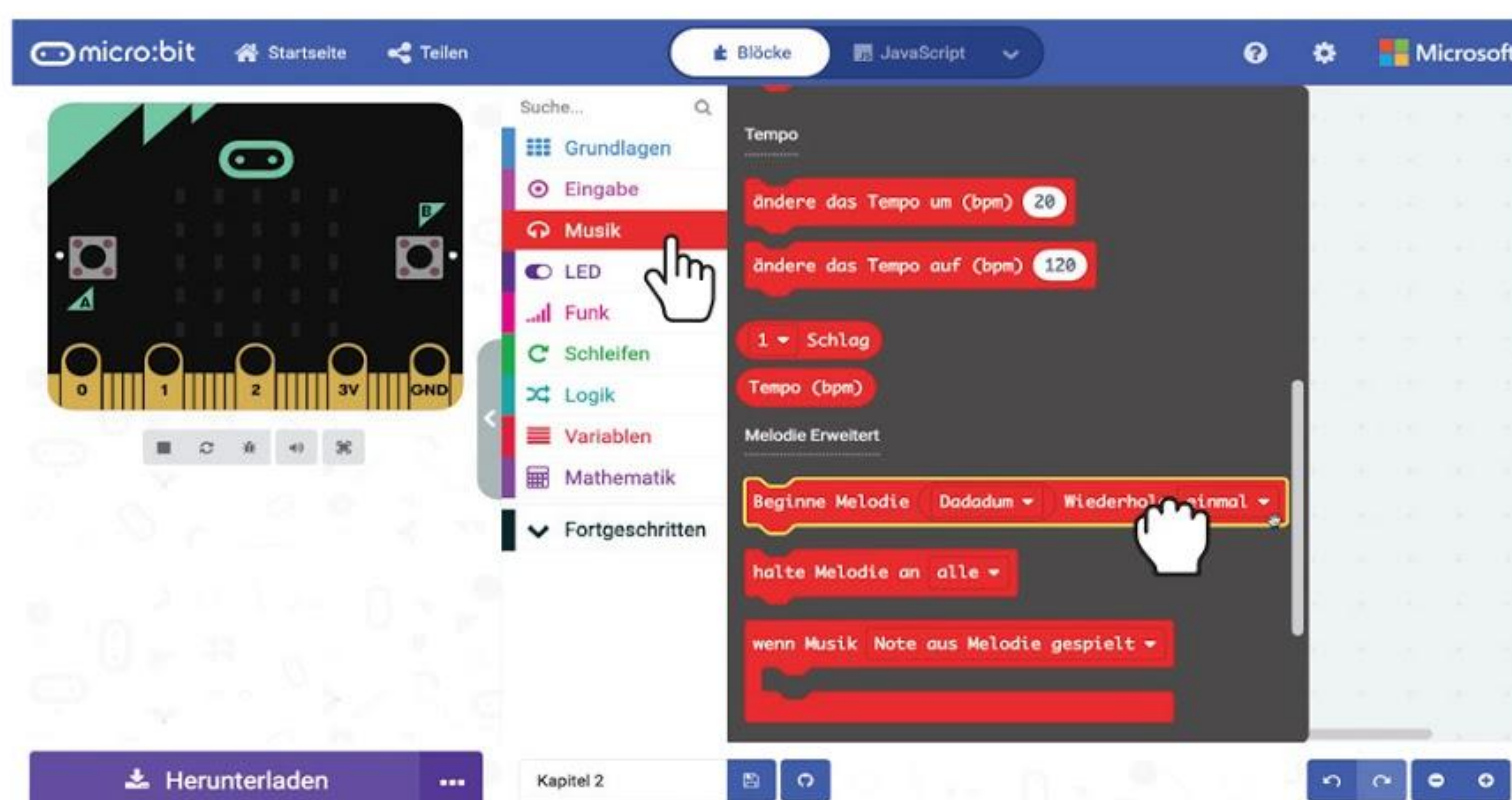 micro:bit Startseite Teilen Blöcke JavaScript Microsoft
Suche...
Grundlagen
Eingabe
Musik
LED
Funk
Schleifen
Logik
Variablen
Mathematik
Fortgeschritten
B
A
0 1 2 3V GND
Tempo
ändere das Tempo um (bpm) 20
ändere das Tempo auf (bpm) 120
1 Schlag
Tempo (bpm)
Melodie Erweitert
Beginne Melodie Dadadum Wiederhole einmal
halte Melodie an alle
wenn Musik Note aus Melodie gespielt
Herunterladen ... Kapitel 2